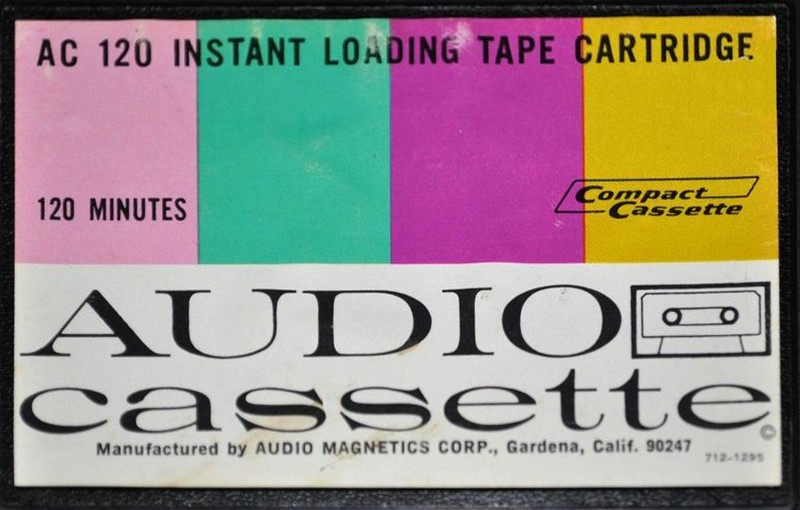 AC 120 INSTANT LOADING TAPE CARTRIDGE
120 MINUTES
Compact
Cassette
AUDIO
cassette
©
Manufactured by AUDIO MAGNETICS CORP., Gardena, Calif. 90247
712-1295